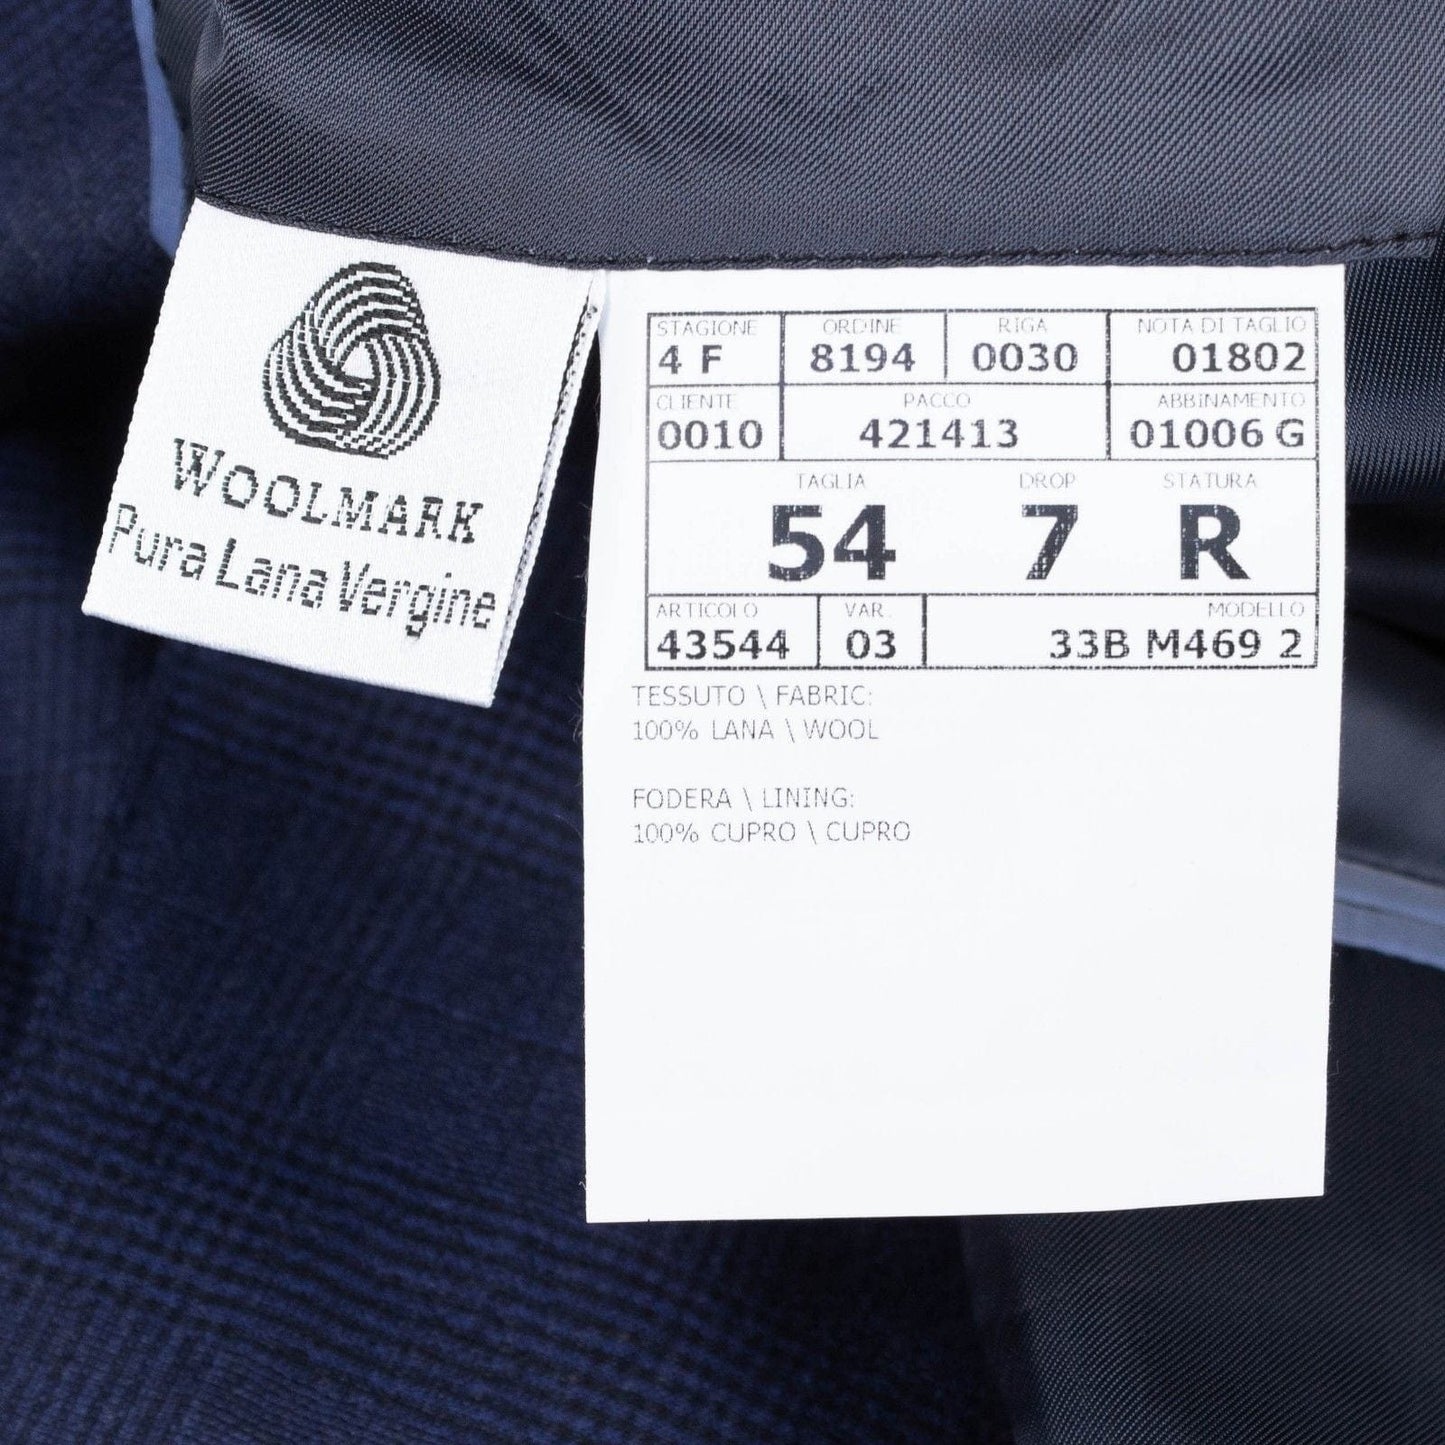 WOOLMARK
Pura Lana Vergine
STAGIONE ORDINE RIGA NOTA DI TAGLIO
4 F 8194 0030 01802
CLIENTE PACCO ABBINAMENTO
0010 421413 01006 G
TAGLIA DROP STATURA
54 7 R
ARTICOLO VAR. MODELLO
43544 03 33B M469 2
TESSUTO \ FABRIC:
100% LANA \ WOOL
FODERA \ LINING:
100% CUPRO \ CUPRO